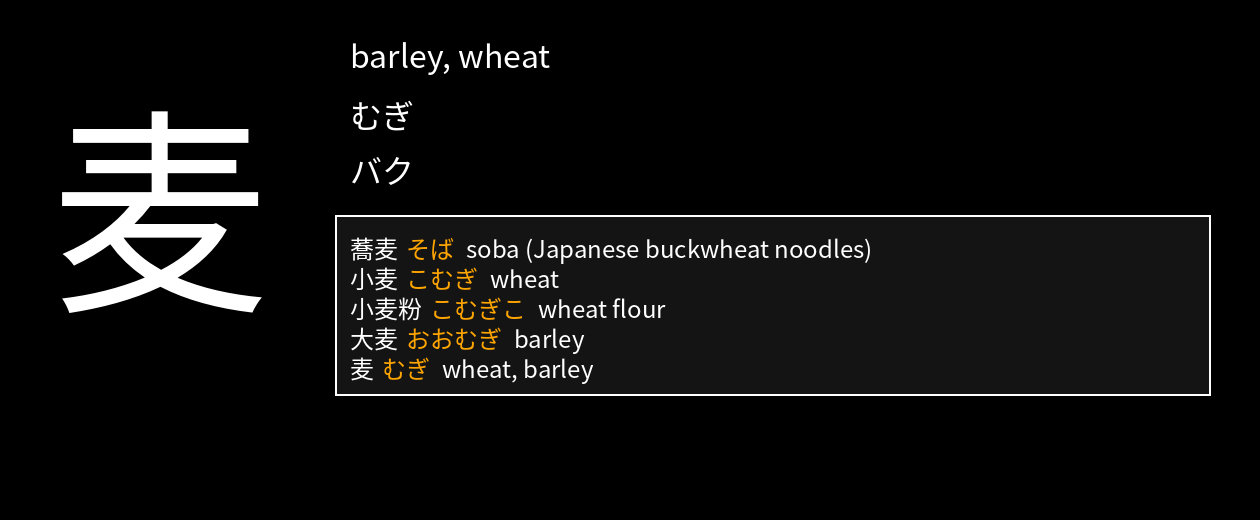 麦
barley, wheat
むぎ
バク
蕎麦 そば soba (Japanese buckwheat noodles)
小麦 こむぎ wheat
小麦粉 こむぎこ wheat flour
大麦 おおむぎ barley
麦 むぎ wheat, barley